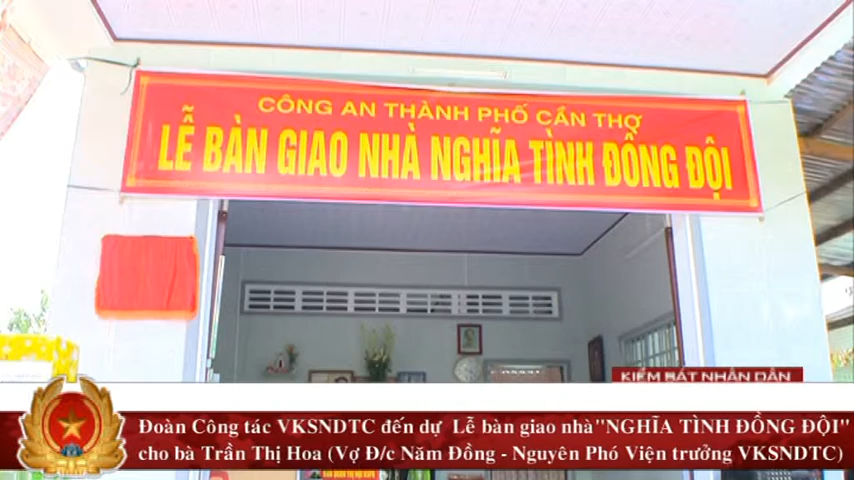 CÔNG AN THÀNH PHỐ CẦN THƠ
LỄ BÀN GIAO NHÀ NGHĨA TÌNH ĐỒNG ĐỘI
KIỂM SÁT NHÂN DÂN
Đoàn Công tác VKSNDTC đến dự Lễ bàn giao nhà"NGHĨA TÌNH ĐỒNG ĐỘI"
cho bà Trần Thị Hoa (Vợ Đ/c Năm Đồng - Nguyên Phó Viện trưởng VKSNDTC)